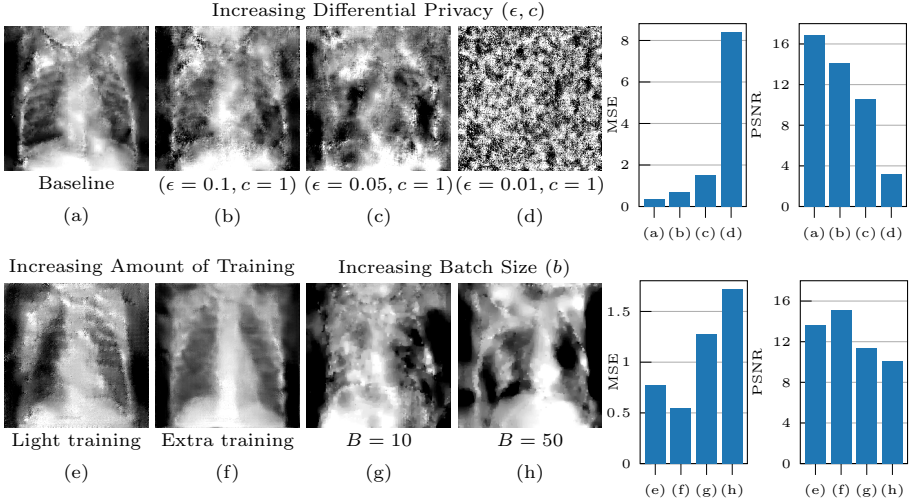 Increasing Differential Privacy (ϵ, c)
Baseline
(ϵ = 0.1, c = 1)
(ϵ = 0.05, c = 1)
(ϵ = 0.01, c = 1)
(a)
(b)
(c)
(d)
MSE
8
6
4
2
0
(a) (b) (c) (d)
PSNR
16
12
8
4
0
(a) (b) (c) (d)
Increasing Amount of Training
Increasing Batch Size (b)
Light training
Extra training
B = 10
B = 50
(e)
(f)
(g)
(h)
MSE
1.5
1
0.5
0
(e) (f) (g) (h)
PSNR
16
12
8
4
0
(e) (f) (g) (h)